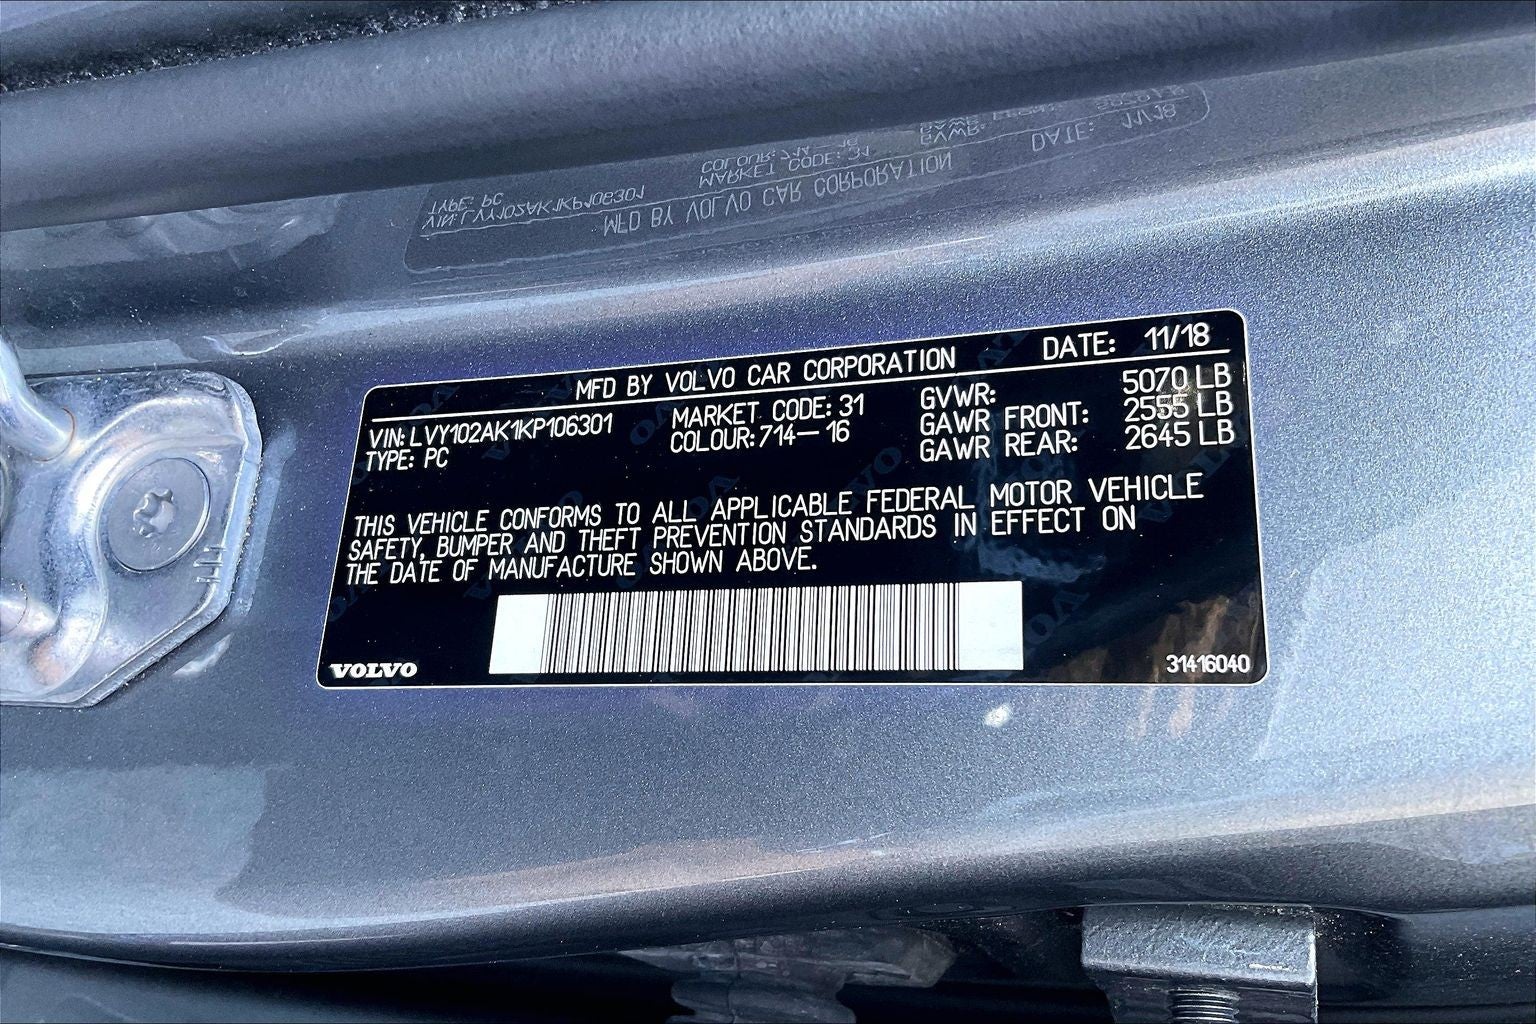 MFD BY VOLVO CAR CORPORATION DATE: 11/18
VIN: LVY102AK1KP106301 MARKET CODE: 31 GVWR: 5070 LB
TYPE: PC COLOUR: 714-16 GAWR FRONT: 2555 LB
GAWR REAR: 2645 LB
THIS VEHICLE CONFORMS TO ALL APPLICABLE FEDERAL MOTOR VEHICLE
SAFETY, BUMPER AND THEFT PREVENTION STANDARDS IN EFFECT ON
THE DATE OF MANUFACTURE SHOWN ABOVE.
VOLVO 31416040